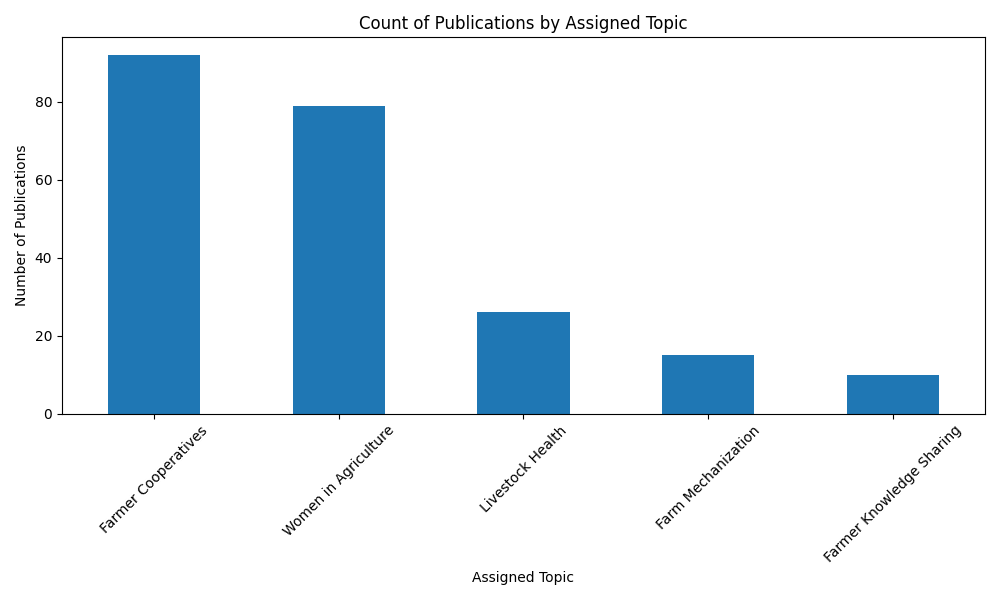 Count of Publications by Assigned Topic
Number of Publications
80
60
40
20
0
Farmer Cooperatives
Women in Agriculture
Livestock Health
Farm Mechanization
Farmer Knowledge Sharing
Assigned Topic